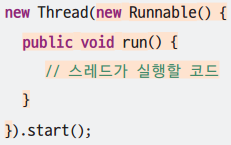 new Thread(new Runnable() {
public void run() {
// 스레드가 실행할 코드
}
}).start();